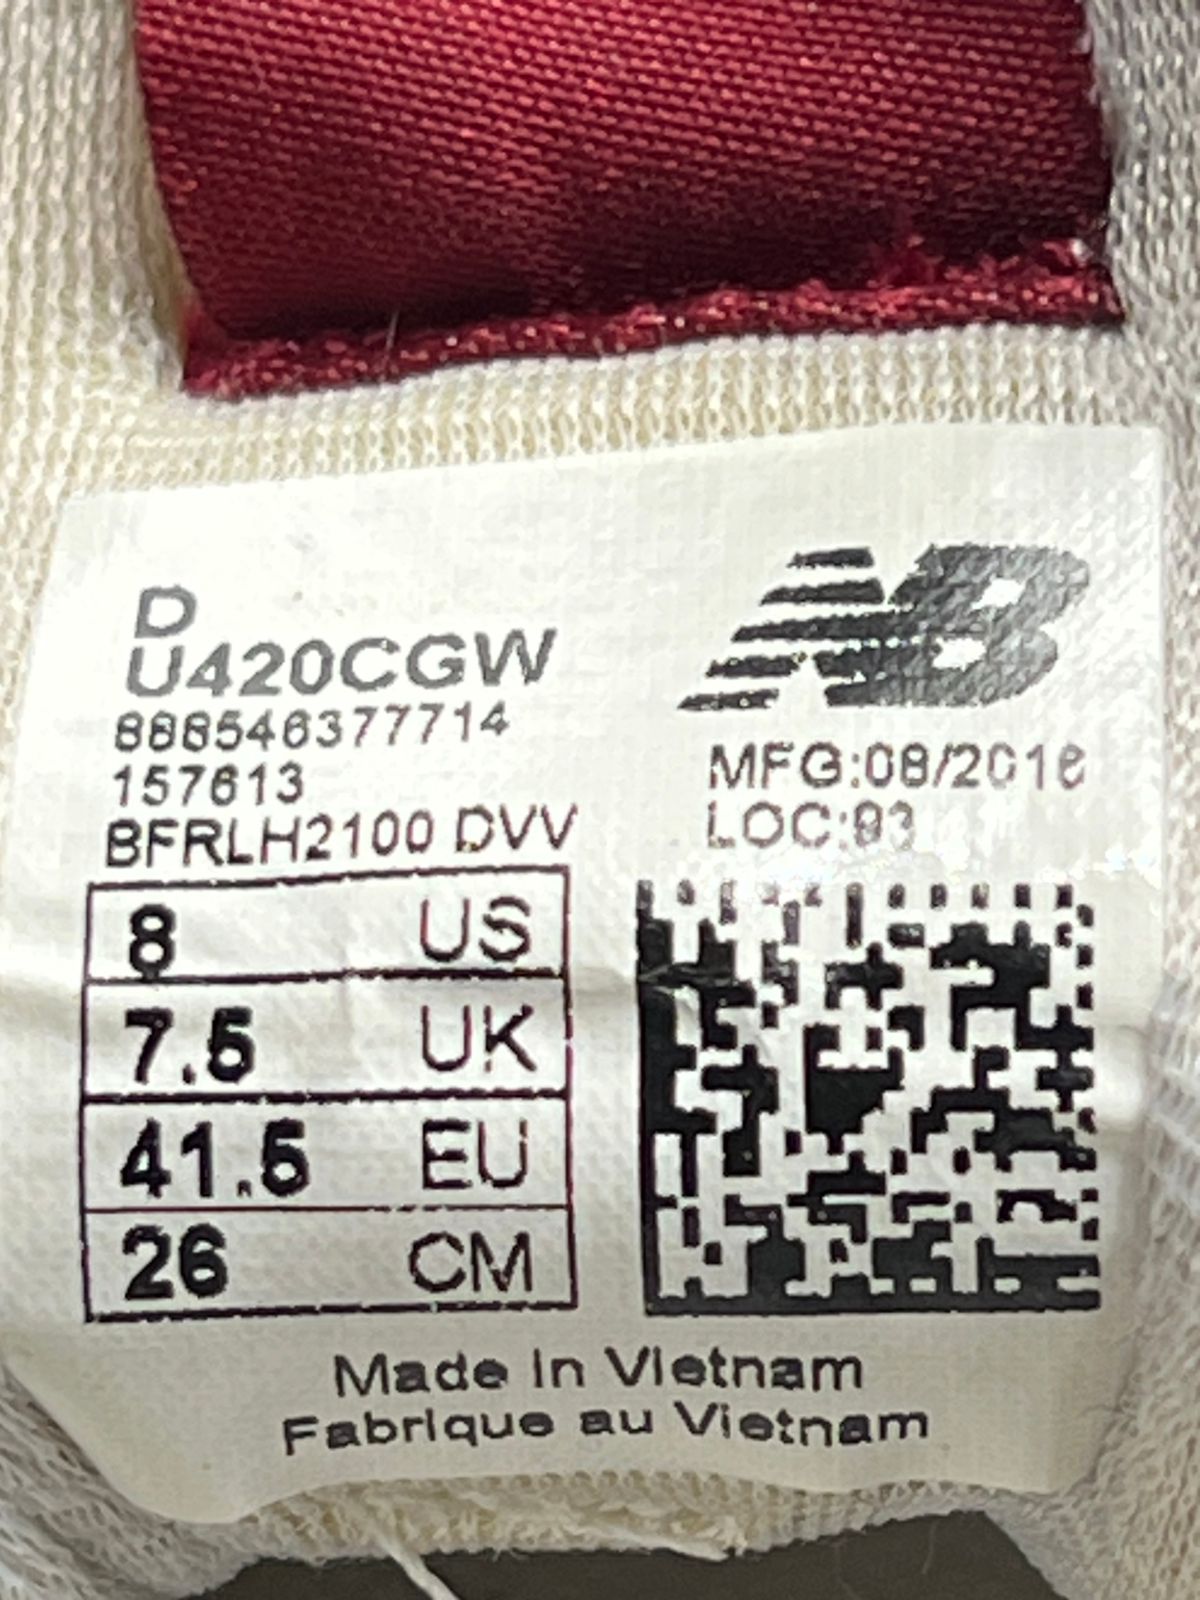 D
U420CGW
888546377714
157613
BFRLH2100 DVV
NB
MFG:08/2016
LOC:93
8 US
7.5 UK
41.5 EU
26 CM
Made in Vietnam
Fabrique au Vietnam